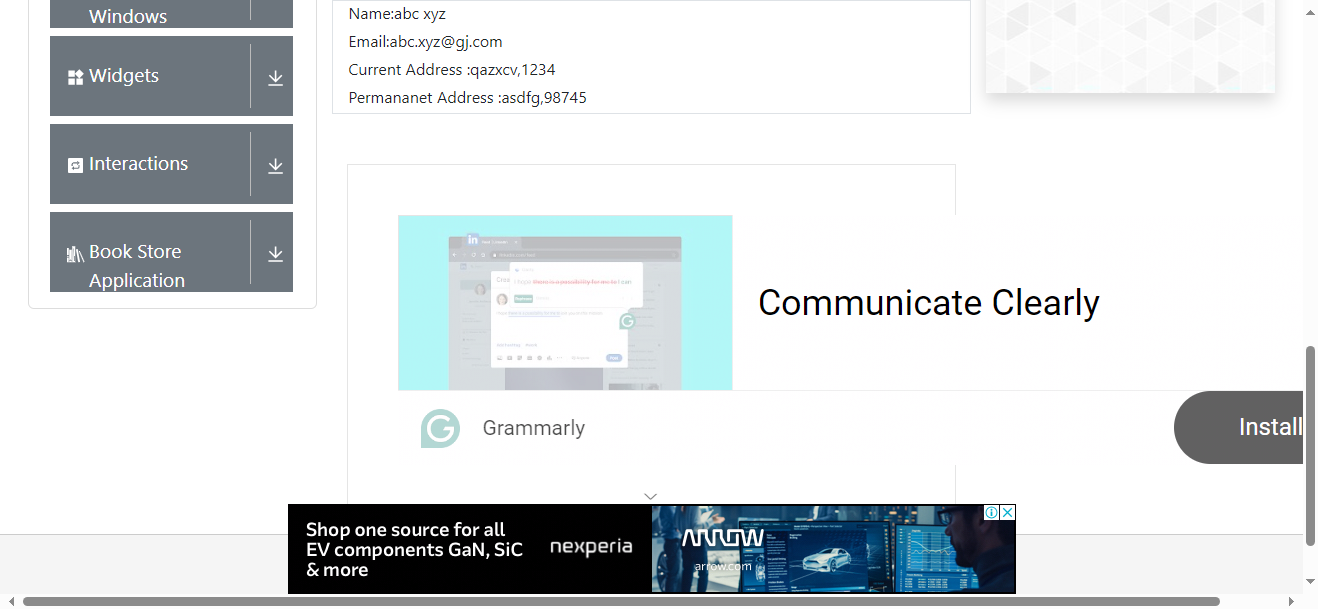 Windows
Widgets
Interactions
Book Store
Application
Name:abc xyz
Email:abc.xyz@gj.com
Current Address :qazxcv,1234
Permananet Address :asdfg,98745
Communicate Clearly
Grammarly
Install
Shop one source for all
EV components GaN, SiC
& more
nexperia
ARROW
arrow.com